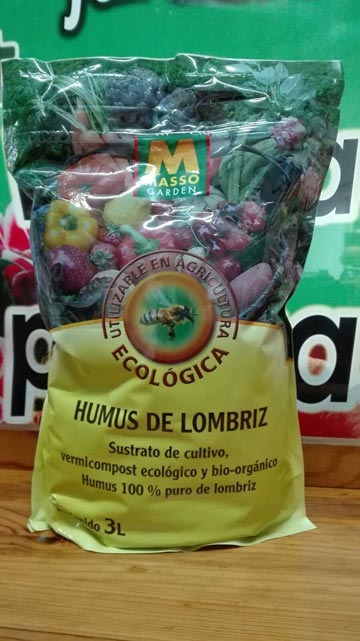 M
MASSO
GARDEN
UTILIZABLE EN AGRICULTURA
ECOLÓGICA
HUMUS DE LOMBRIZ
Sustrato de cultivo,
vermicompost ecológico y bio-orgánico
Humus 100 % puro de lombriz
3L